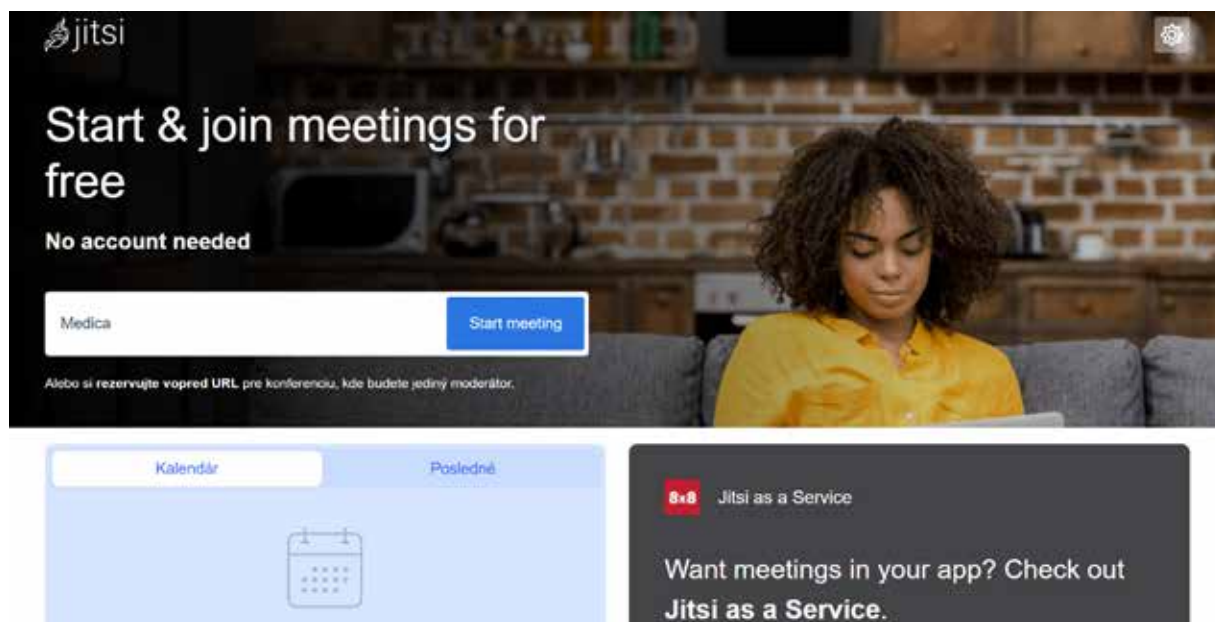 jitsi
Start & join meetings for
free
No account needed
Medica
Start meeting
Alebo si rezervujte vopred URL pre konferenciu, kde budete jediný moderátor.
Kalendár
Posledné
8x8 Jitsi as a Service
Want meetings in your app? Check out
Jitsi as a Service.